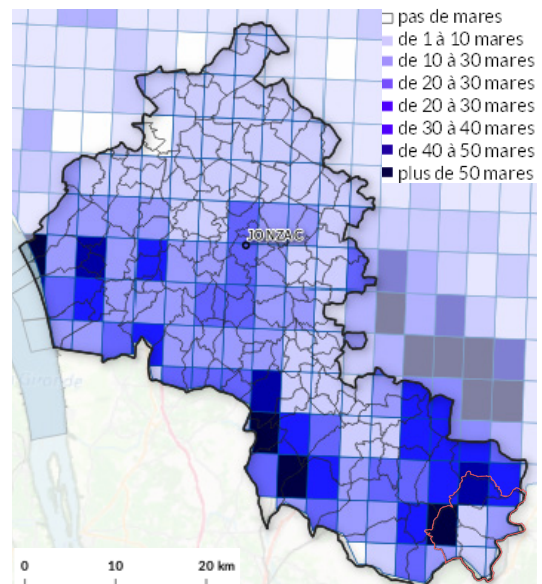 pas de mares
de 1 à 10 mares
de 10 à 30 mares
de 20 à 30 mares
de 20 à 30 mares
de 30 à 40 mares
de 40 à 50 mares
plus de 50 mares
JONZAC
Gironde
0 10 20 km